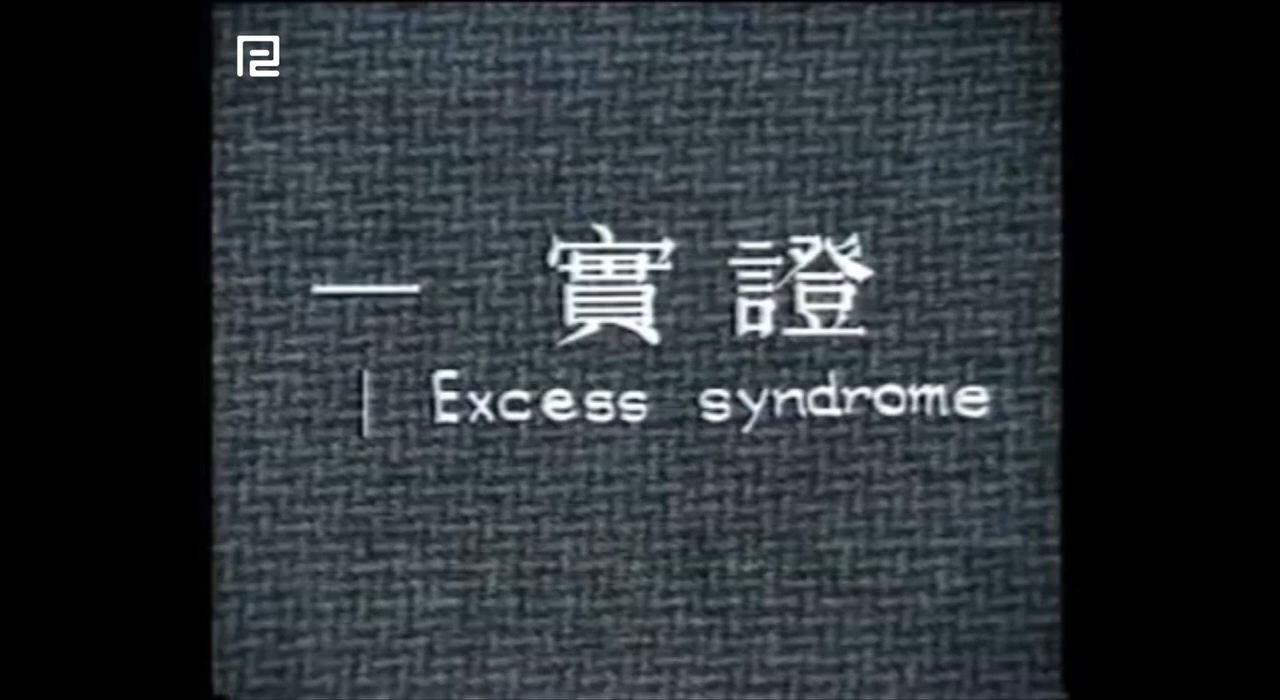 一 實 證
| Excess syndrome